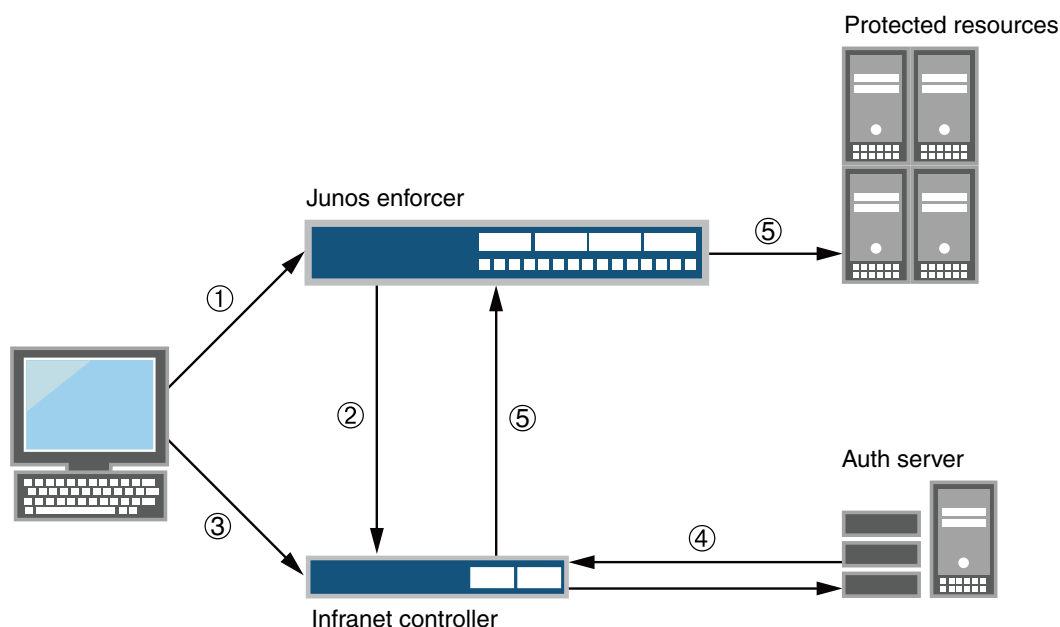 Protected resources
Junos enforcer
⑤
①
②
⑤
Auth server
③
④
Infranet controller